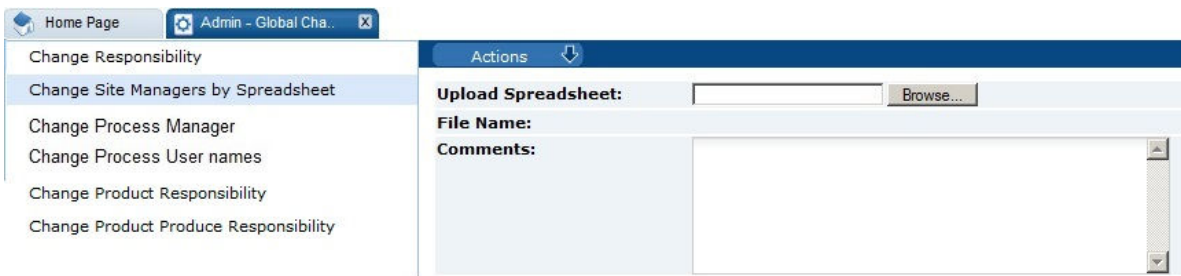 Home Page
Admin - Global Cha..
Change Responsibility
Change Site Managers by Spreadsheet
Change Process Manager
Change Process User names
Change Product Responsibility
Change Product Produce Responsibility
Actions
Upload Spreadsheet:
Browse...
File Name:
Comments: